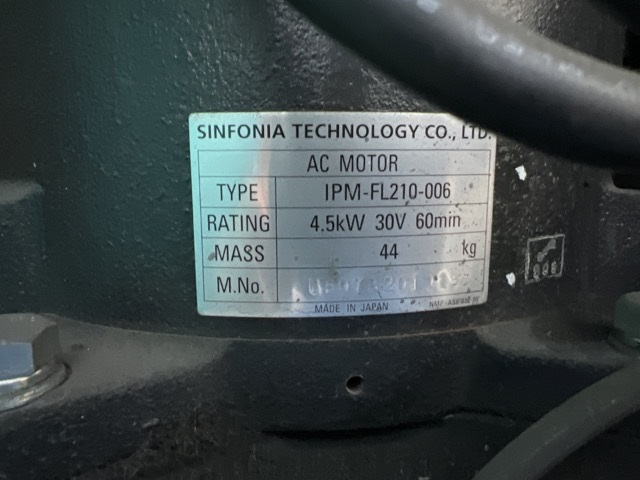 SINFONIA TECHNOLOGY CO., LTD.
AC MOTOR
TYPE IPM-FL210-006
RATING 4.5kW 30V 60min
MASS 44 kg
M.No.
MADE IN JAPAN